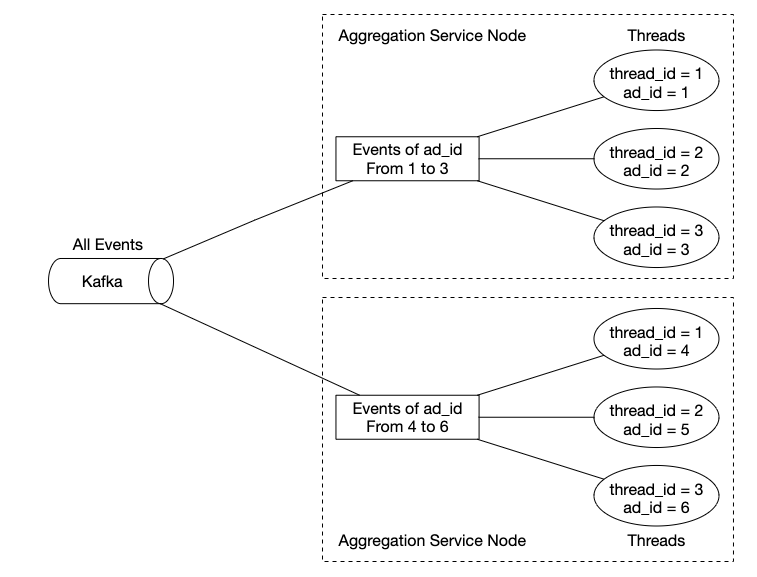 Aggregation Service Node
Threads
thread_id = 1
ad_id = 1
Events of ad_id
From 1 to 3
thread_id = 2
ad_id = 2
thread_id = 3
ad_id = 3
All Events
Kafka
thread_id = 1
ad_id = 4
Events of ad_id
From 4 to 6
thread_id = 2
ad_id = 5
thread_id = 3
ad_id = 6
Aggregation Service Node
Threads